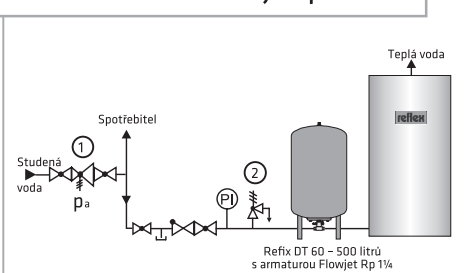 Teplá voda
reflex
Spotřebitel
1
Studená
voda
pa
PI
2
Refix DT 60 – 500 litrů
s armaturou Flowjet Rp 1¼